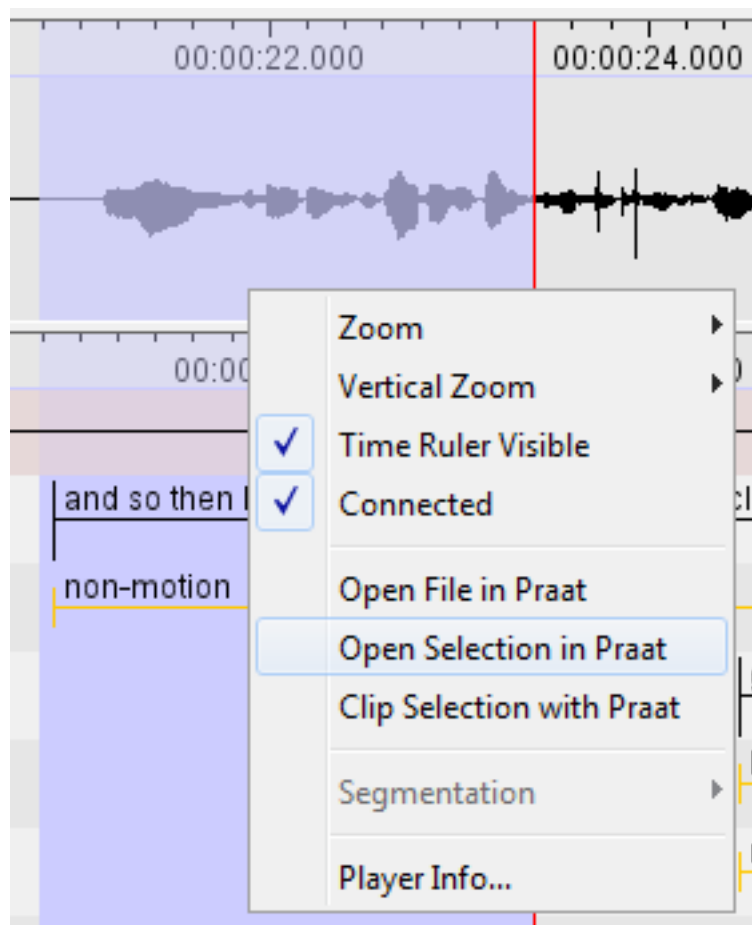 00:00:22.000 00:00:24.000
Zoom
Vertical Zoom
Time Ruler Visible
and so then
Connected
non-motion
Open File in Praat
Open Selection in Praat
Clip Selection with Praat
Segmentation
Player Info...